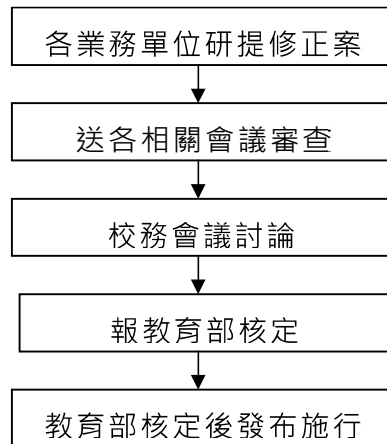 各業務單位研提修正案
送各相關會議審查
校務會議討論
報教育部核定
教育部核定後發布施行